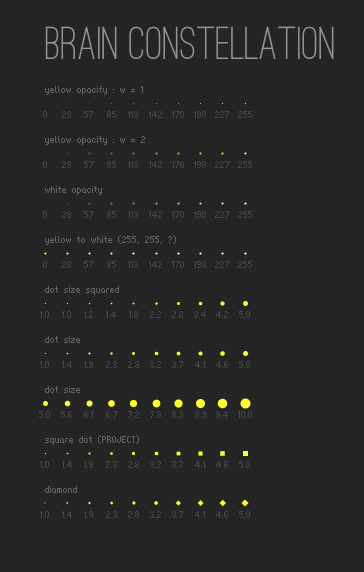 BRAIN CONSTELLATION
yellow opacity : w = 1
0 28 57 85 113 142 170 198 227 255
yellow opacity : w = 2
0 28 57 85 113 142 170 198 227 255
white opacity
0 28 57 85 113 142 170 198 227 255
yellow to white (255, 255, ?)
0 28 57 85 113 142 170 198 227 255
dot size squared
1.0 1.0 1.2 1.4 1.8 2.2 2.8 3.4 4.2 5.0
dot size
1.0 1.4 1.9 2.3 2.8 3.2 3.7 4.1 4.6 5.0
dot size
5.0 5.6 6.1 6.7 7.2 7.8 8.3 8.9 9.4 10.0
square dot (PROJECT)
1.0 1.4 1.9 2.3 2.8 3.2 3.7 4.1 4.6 5.0
diamond
1.0 1.4 1.9 2.3 2.8 3.2 3.7 4.1 4.6 5.0